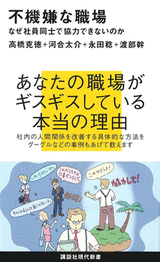 不機嫌な職場
なぜ社員同士で協力できないのか
高橋克徳+河合太介+永田稔+渡部幹
あなたの職場が
ギスギスしている
本当の理由
社内の人間関係を改善する具体的な方法を
グーグルなどの事例もあげて教えます
講談社現代新書